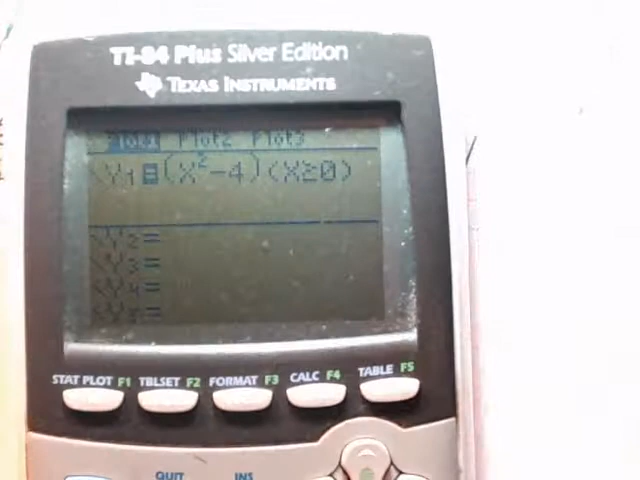 TI-84 Plus Silver Edition
TEXAS INSTRUMENTS
Plot1 Plot2 Plot3
\Y1=(X²-4)(X≥0)
\Y2=
\Y3=
\Y4=
\Y5=
STAT PLOT F1 TBLSET F2 FORMAT F3 CALC F4 TABLE F5
QUIT INS